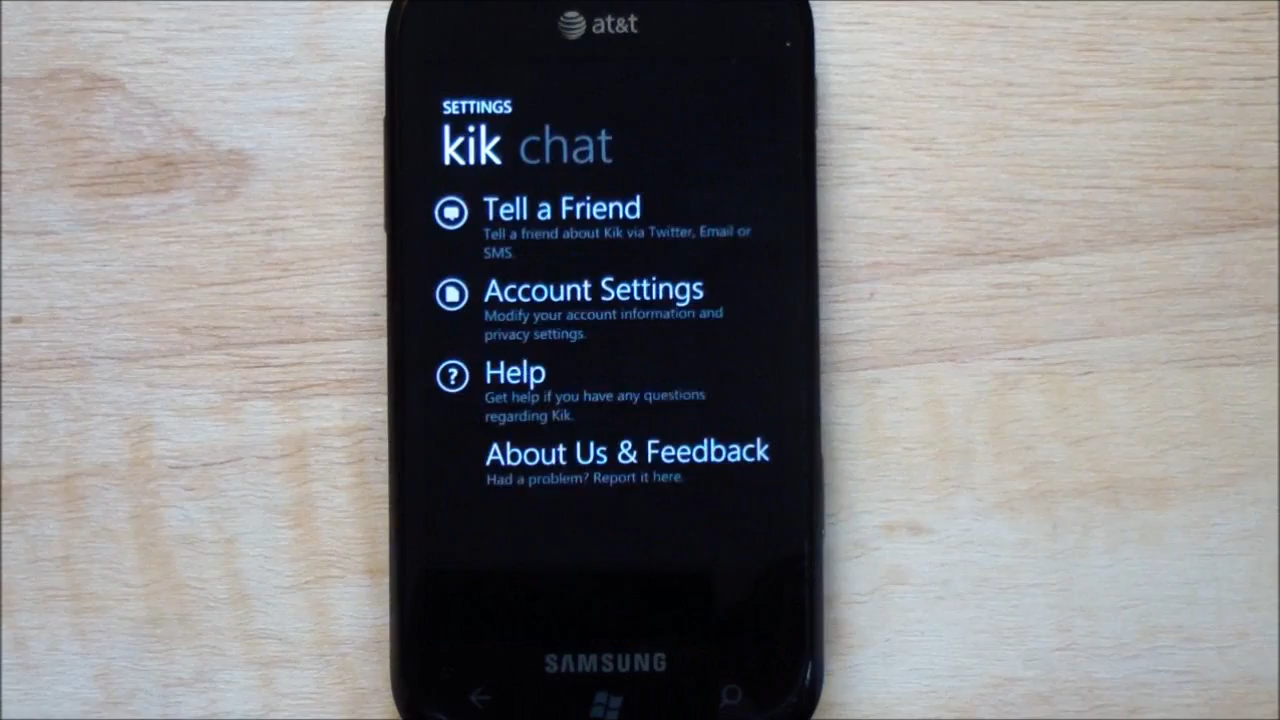 at&t
SETTINGS
kik chat
Tell a Friend
Tell a friend about Kik via Twitter, Email or
SMS.
Account Settings
Modify your account information and
privacy settings.
?
Help
Get help if you have any questions
regarding Kik.
About Us & Feedback
Had a problem? Report it here.
SAMSUNG